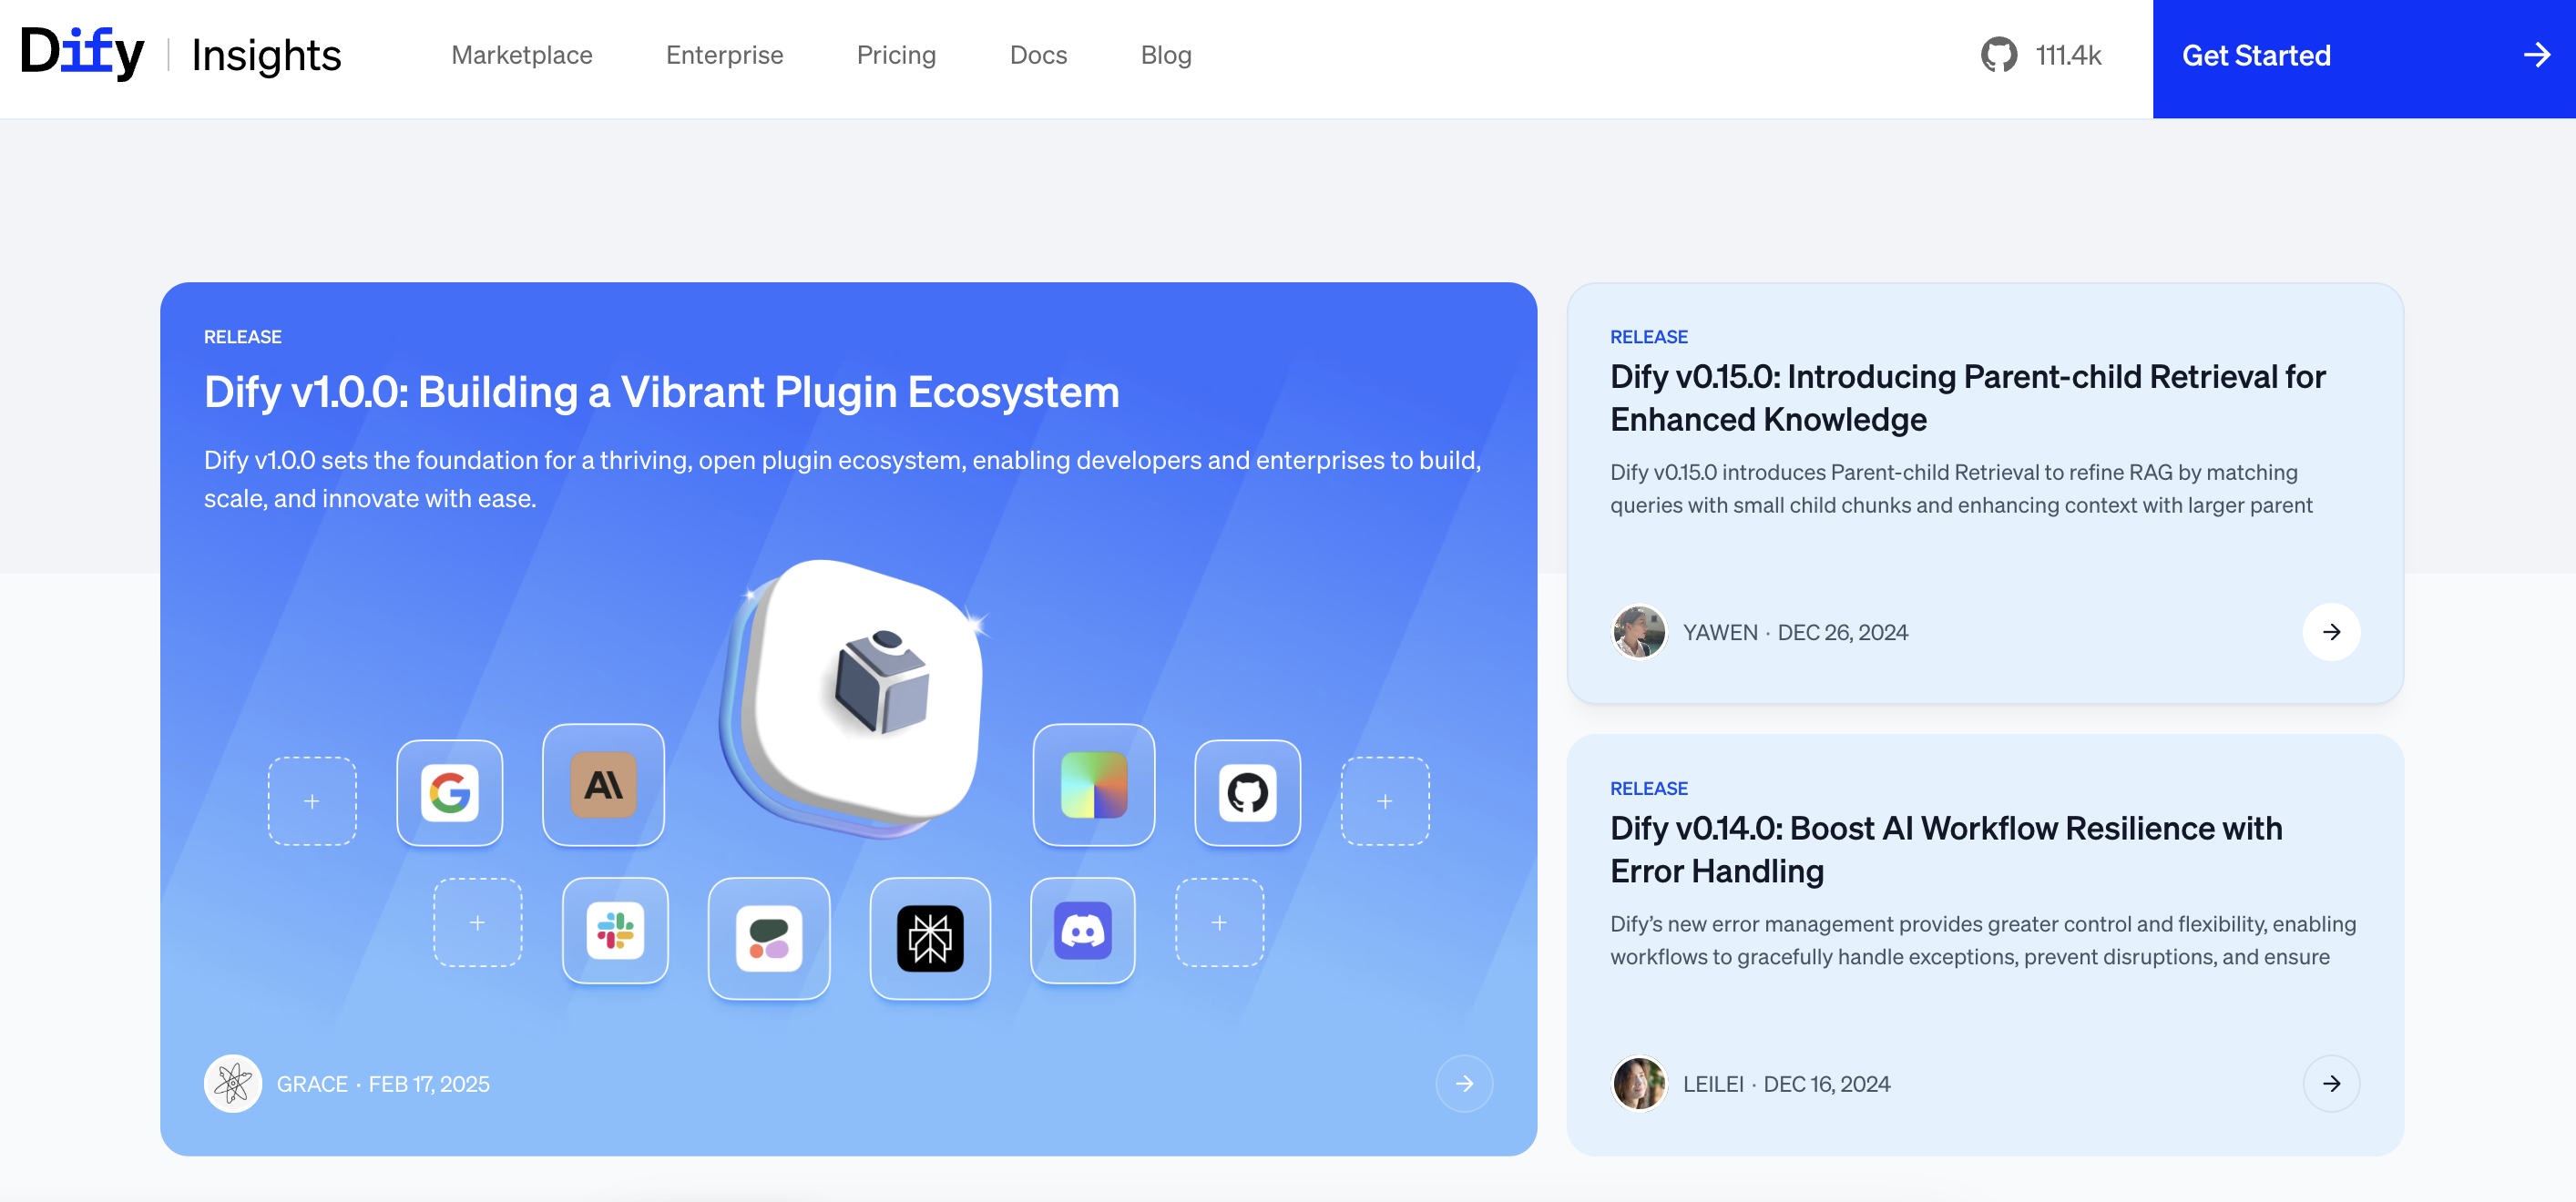 Dify | Insights
Marketplace
Enterprise
Pricing
Docs
Blog
111.4k
Get Started
RELEASE
Dify v1.0.0: Building a Vibrant Plugin Ecosystem
Dify v1.0.0 sets the foundation for a thriving, open plugin ecosystem, enabling developers and enterprises to build,
scale, and innovate with ease.
GRACE · FEB 17, 2025
RELEASE
Dify v0.15.0: Introducing Parent-child Retrieval for
Enhanced Knowledge
Dify v0.15.0 introduces Parent-child Retrieval to refine RAG by matching
queries with small child chunks and enhancing context with larger parent
YAWEN · DEC 26, 2024
RELEASE
Dify v0.14.0: Boost AI Workflow Resilience with
Error Handling
Dify’s new error management provides greater control and flexibility, enabling
workflows to gracefully handle exceptions, prevent disruptions, and ensure
LEILEI · DEC 16, 2024